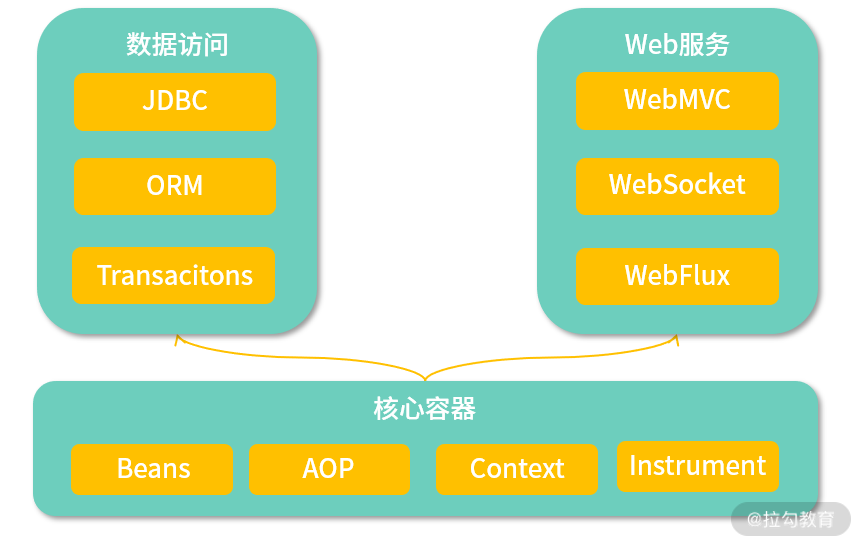 数据访问
JDBC
ORM
Transacitons
Web服务
WebMVC
WebSocket
WebFlux
核心容器
Beans
AOP
Context
Instrument
@拉勾教育